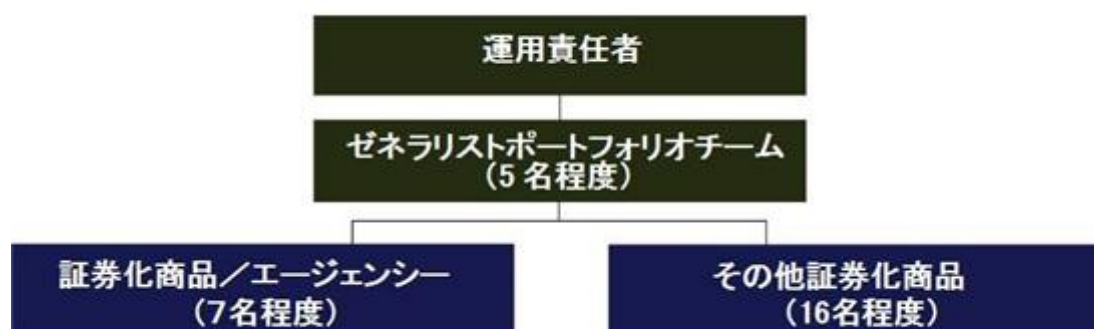 運用責任者
ゼネラリストポートフォリオチーム
(5 名程度)
証券化商品／エージェンシー
(7名程度)
その他証券化商品
(16名程度)